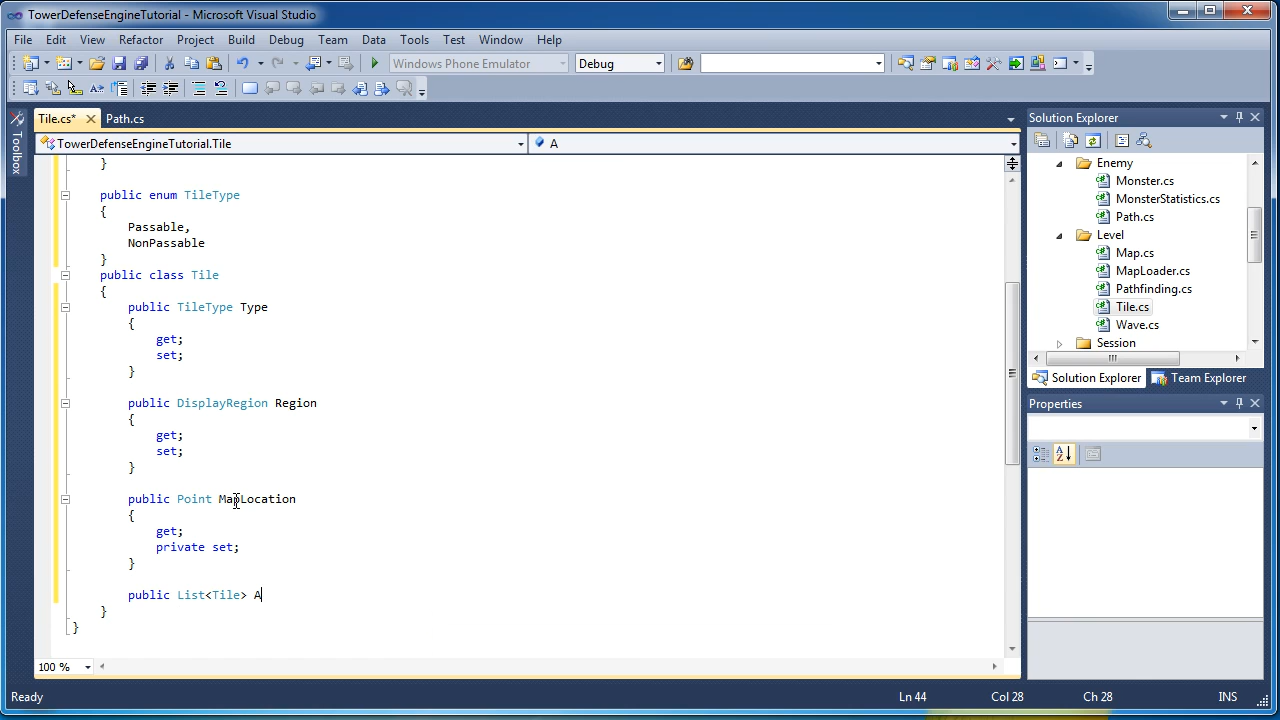 TowerDefenseEngineTutorial - Microsoft Visual Studio
File Edit View Refactor Project Build Debug Team Data Tools Test Window Help
Windows Phone Emulator Debug
Toolbox
Tile.cs* Path.cs
TowerDefenseEngineTutorial.Tile A
}
public enum TileType
{
Passable,
NonPassable
}
public class Tile
{
public TileType Type
{
get;
set;
}
public DisplayRegion Region
{
get;
set;
}
public Point MapLocation
{
get;
private set;
}
public List<Tile> A
}
}
100 %
Solution Explorer
Enemy
Monster.cs
MonsterStatistics.cs
Path.cs
Level
Map.cs
MapLoader.cs
Pathfinding.cs
Tile.cs
Wave.cs
Session
Solution Explorer Team Explorer
Properties
Ready Ln 44 Col 28 Ch 28 INS